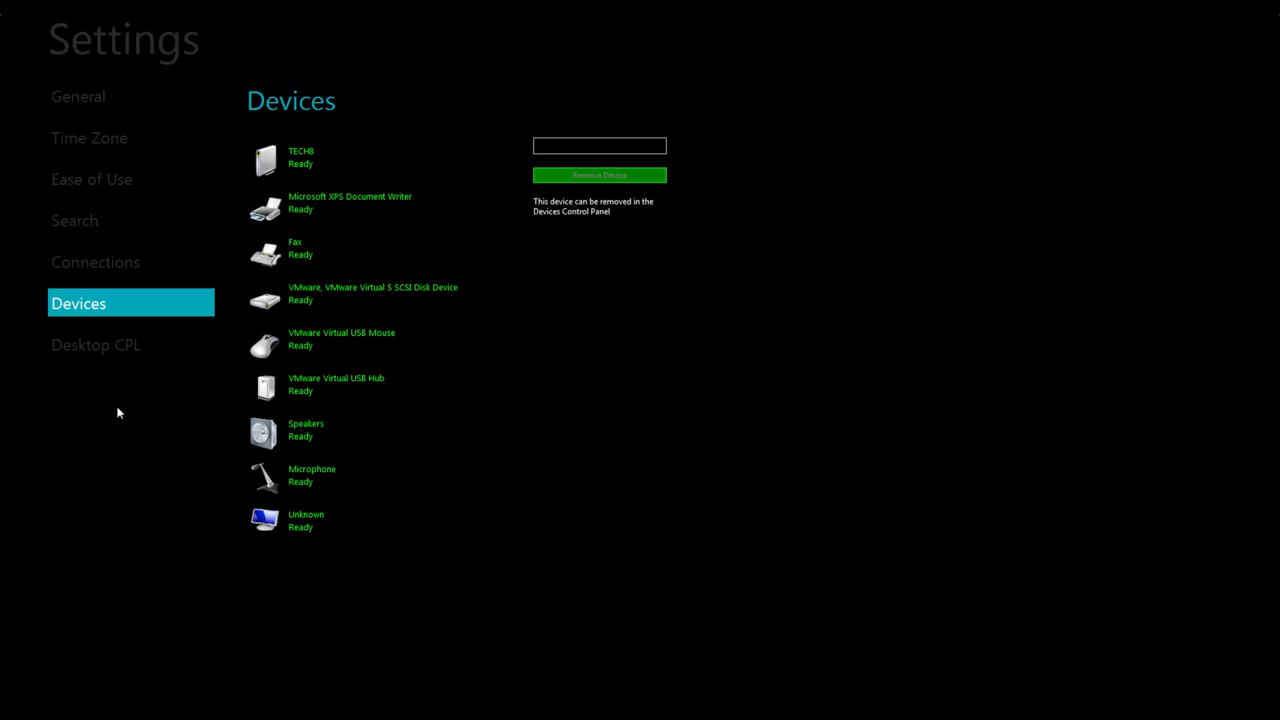 Settings
General
Time Zone
Ease of Use
Search
Connections
Devices
Desktop CPL
Devices
TECH8
Ready
Microsoft XPS Document Writer
Ready
Fax
Ready
VMware, VMware Virtual S SCSI Disk Device
Ready
VMware Virtual USB Mouse
Ready
VMware Virtual USB Hub
Ready
Speakers
Ready
Microphone
Ready
Unknown
Ready
Remove Device
This device can be removed in the
Devices Control Panel